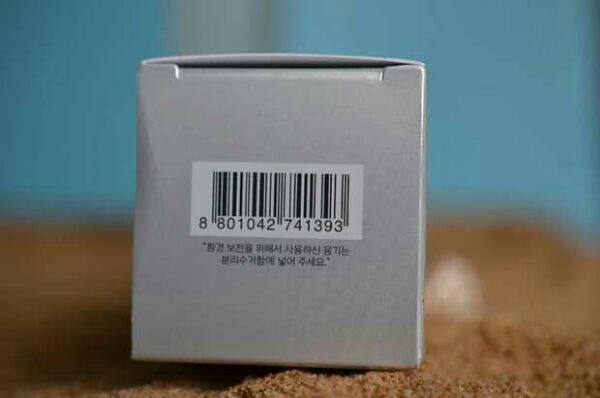 8 801042 741393
"환경 보전을 위해서 사용하신 용기는
분리수거함에 넣어 주세요."